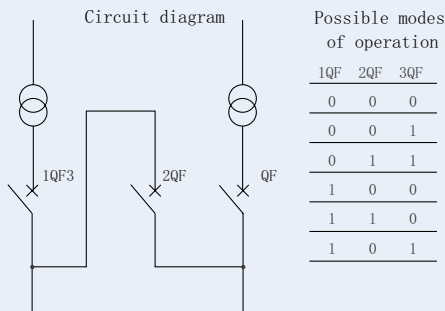 Circuit diagram
Possible modes
of operation
1QF 2QF 3QF
0 0 0
0 0 1
0 1 1
1 0 0
1 1 0
1 0 1
1QF3
2QF
QF